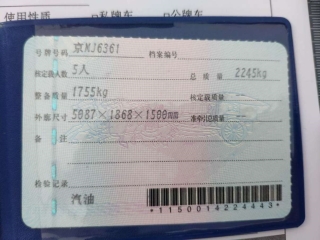 使用性质 □私牌车 □公牌车
号牌号码 京NJ6361 档案编号
核定载人数 5人 总质量 2245kg
整备质量 1755kg 核定载质量 ---
外廓尺寸 5087×1868×1500mm 准牵引总质量 ---
备注 ---
检验记录
汽油
*1150014224443*